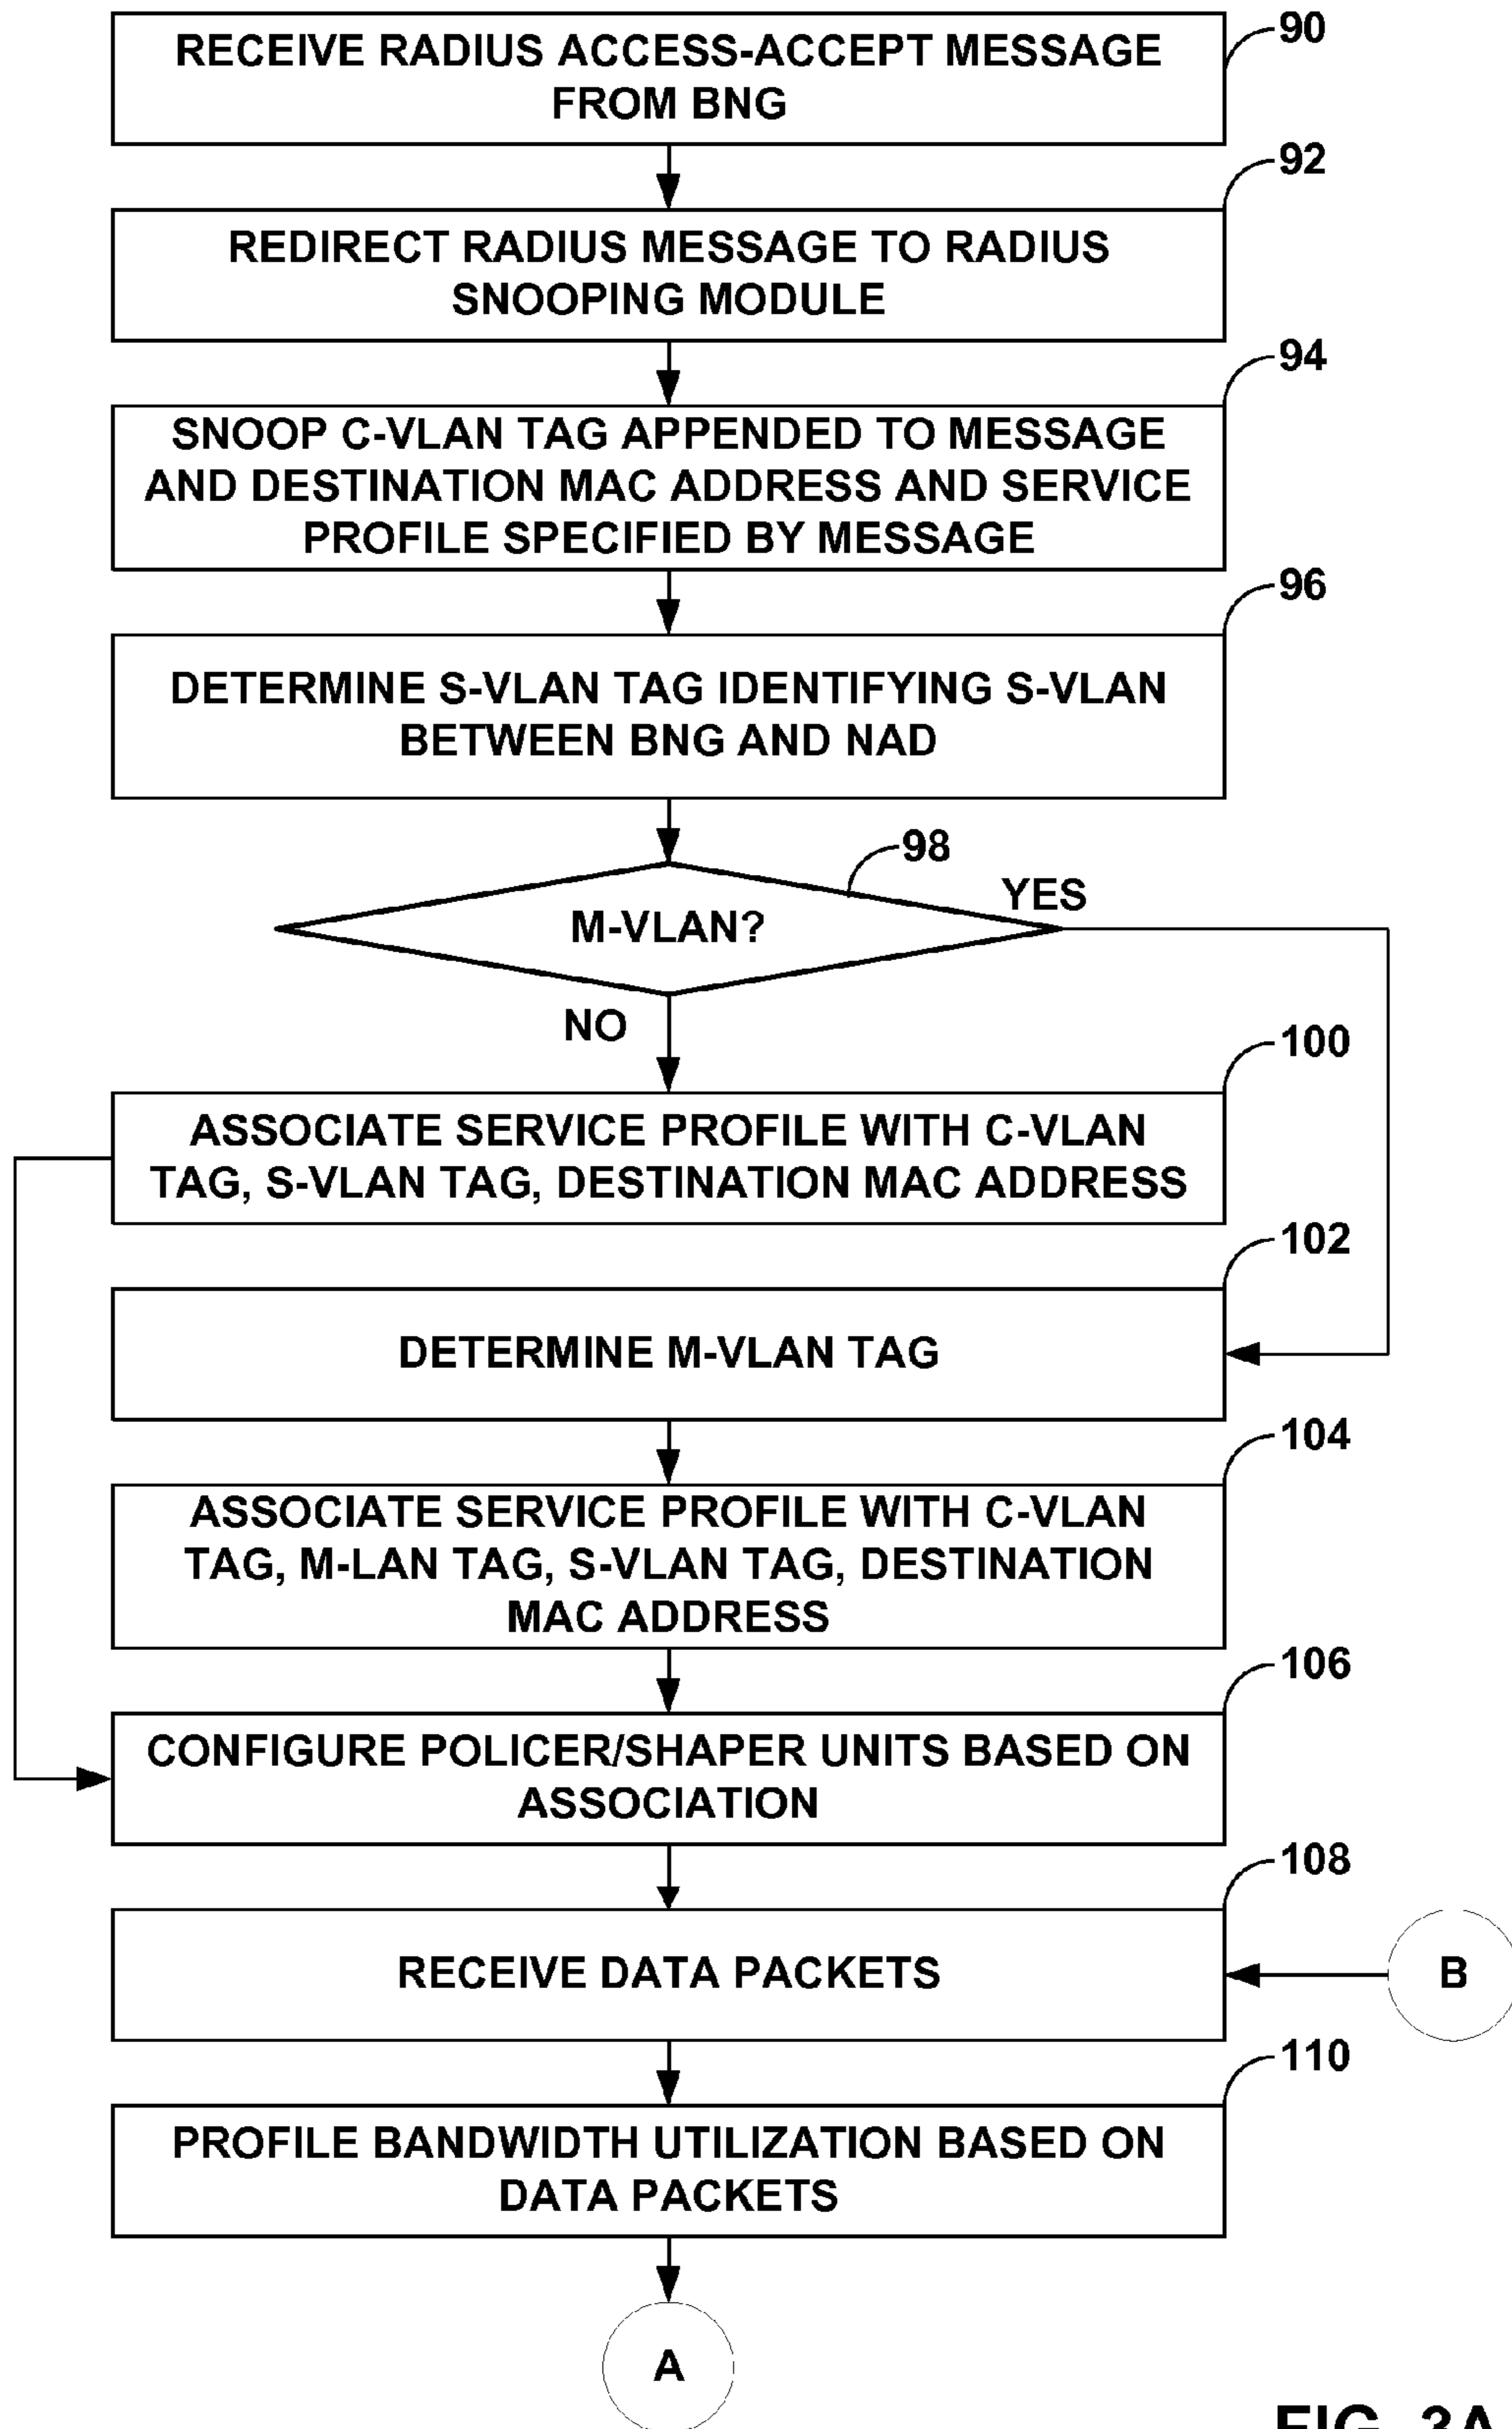 RECEIVE RADIUS ACCESS-ACCEPT MESSAGE
FROM BNG
90
REDIRECT RADIUS MESSAGE TO RADIUS
SNOOPING MODULE
92
SNOOP C-VLAN TAG APPENDED TO MESSAGE
AND DESTINATION MAC ADDRESS AND SERVICE
PROFILE SPECIFIED BY MESSAGE
94
DETERMINE S-VLAN TAG IDENTIFYING S-VLAN
BETWEEN BNG AND NAD
96
M-VLAN?
98
YES
NO
ASSOCIATE SERVICE PROFILE WITH C-VLAN
TAG, S-VLAN TAG, DESTINATION MAC ADDRESS
100
DETERMINE M-VLAN TAG
102
ASSOCIATE SERVICE PROFILE WITH C-VLAN
TAG, M-LAN TAG, S-VLAN TAG, DESTINATION
MAC ADDRESS
104
CONFIGURE POLICER/SHAPER UNITS BASED ON
ASSOCIATION
106
RECEIVE DATA PACKETS
108
B
PROFILE BANDWIDTH UTILIZATION BASED ON
DATA PACKETS
110
A
FIG. 3A